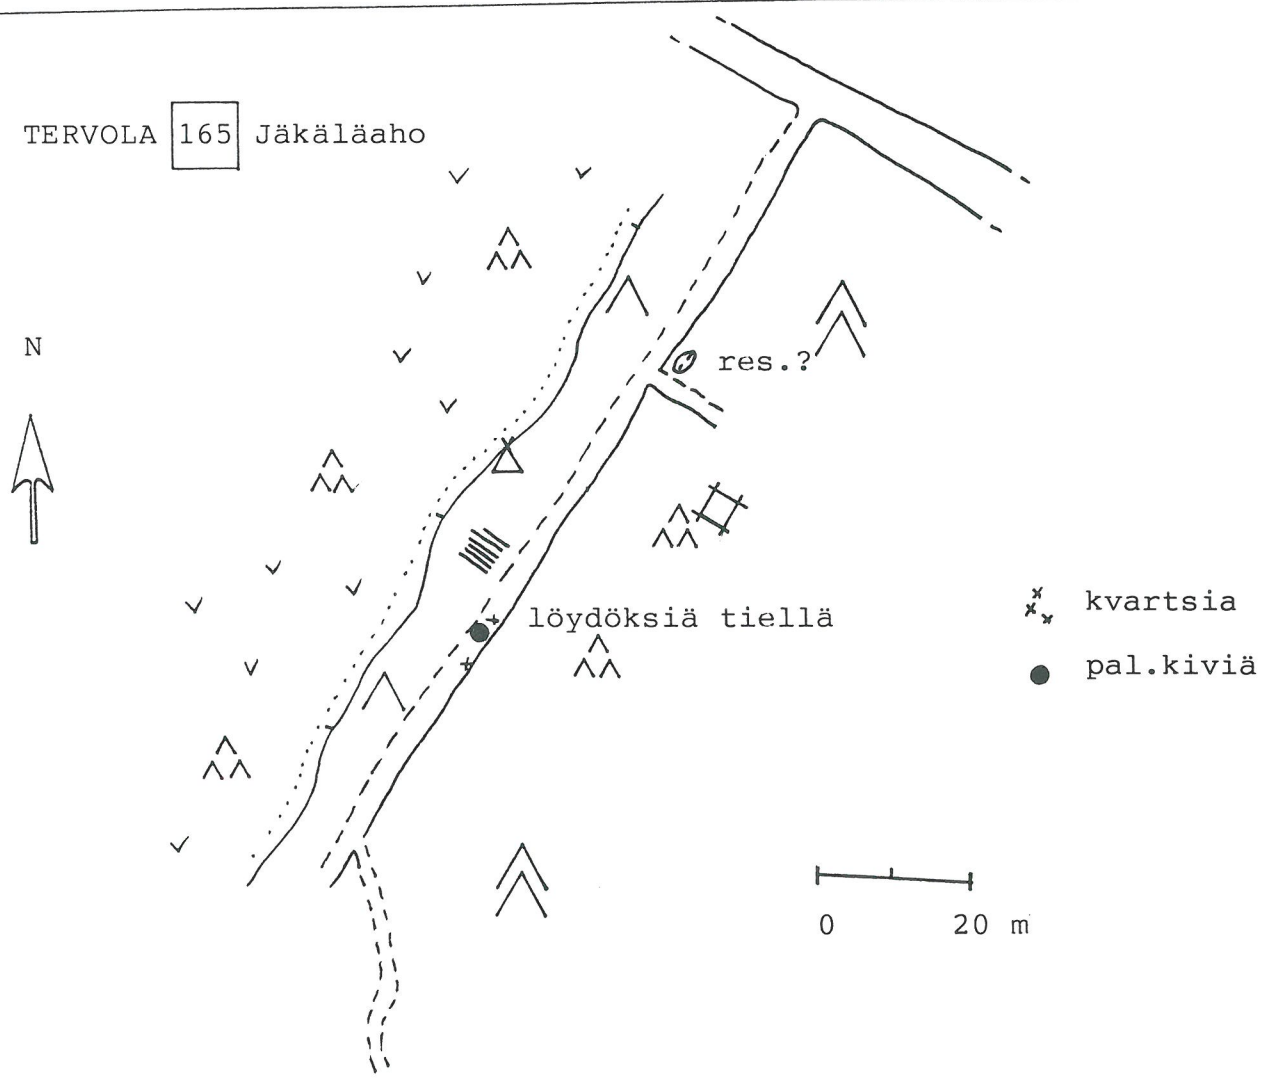 TERVOLA 165 Jäkäläaho
N
res.?
löydöksiä tiellä
kvartsia
pal.kiviä
0 20 m